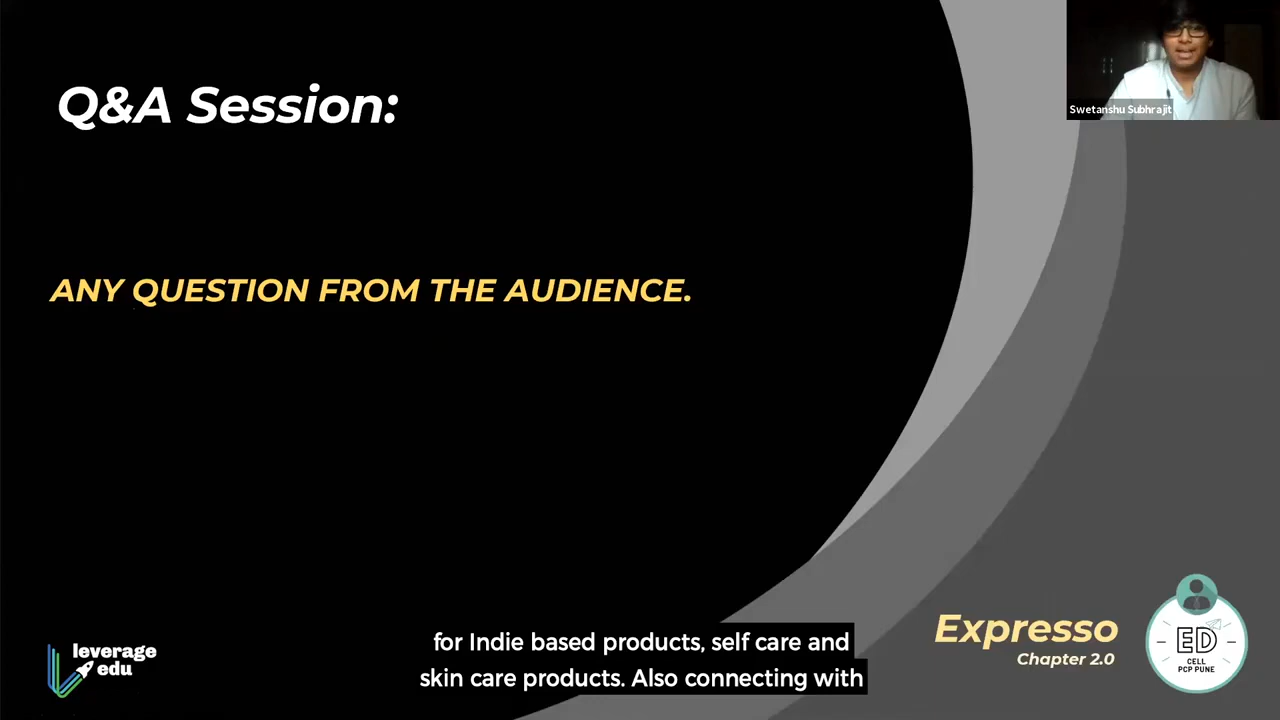 Q&A Session:
Swetanshu Subhrajit
ANY QUESTION FROM THE AUDIENCE.
for Indie based products, self care and
skin care products. Also connecting with
leverage
edu
Expresso
Chapter 2.0
ED
CELL
PCP PUNE